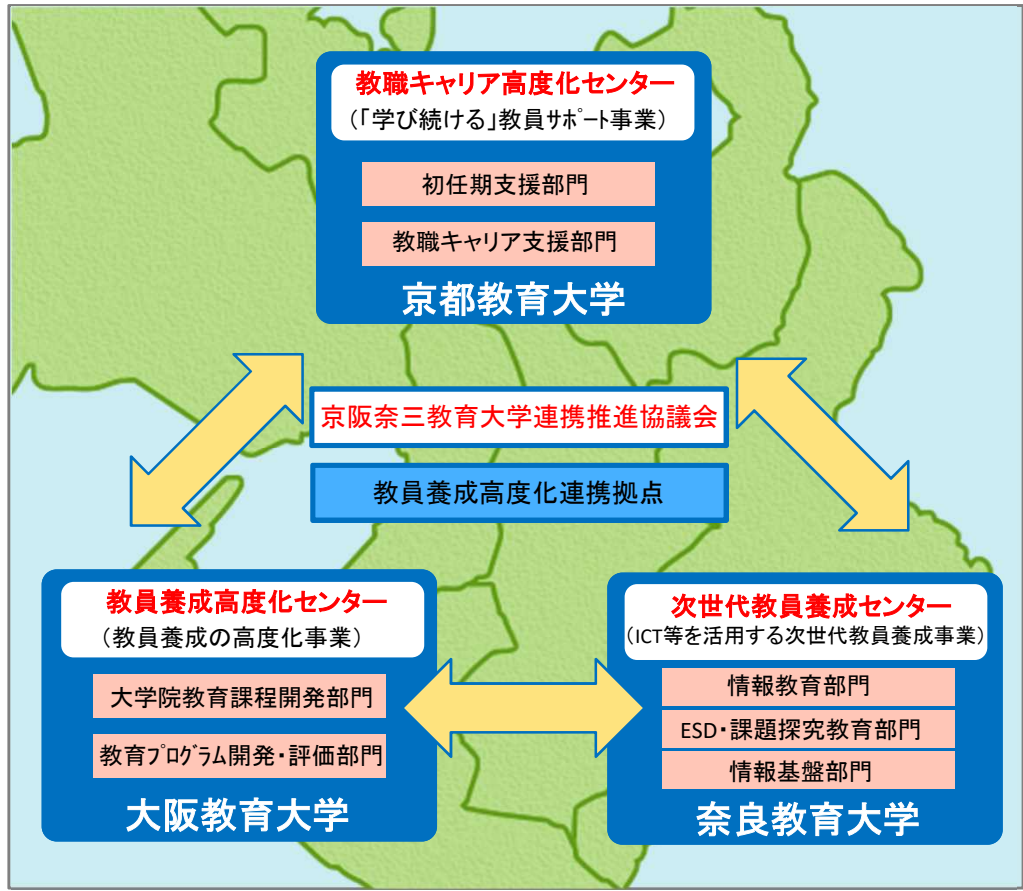 教職キャリア高度化センター
(「学び続ける」教員ｻﾎﾟｰﾄ事業)
初任期支援部門
教職キャリア支援部門
京都教育大学
京阪奈三教育大学連携推進協議会
教員養成高度化連携拠点
教員養成高度化センター
(教員養成の高度化事業)
大学院教育課程開発部門
教育ﾌﾟﾛｸﾞﾗﾑ開発・評価部門
大阪教育大学
次世代教員養成センター
(ICT等を活用する次世代教員養成事業)
情報教育部門
ESD・課題探究教育部門
情報基盤部門
奈良教育大学